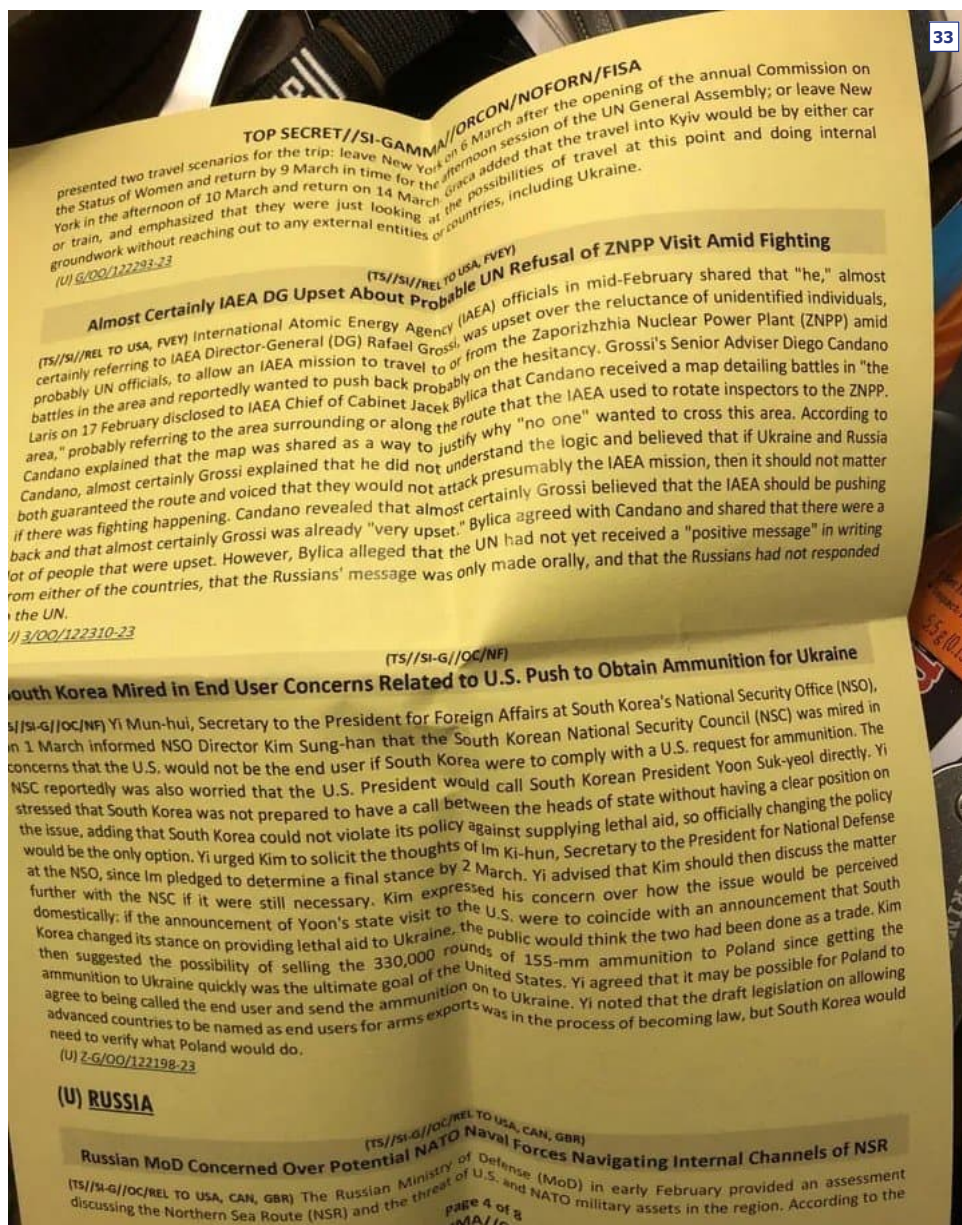 33
TOP SECRET//SI-GAMMA//ORCON/NOFORN/FISA
presented two travel scenarios for the trip: leave New York on 6 March after the opening of the annual Commission on
the Status of Women and return by 9 March in time for the afternoon session of the UN General Assembly; or leave New
York in the afternoon of 10 March and return on 14 March. Graca added that the travel into Kyiv would be by either car
or train, and emphasized that they were just looking at the possibilities of travel at this point and doing internal
groundwork without reaching out to any external entities or countries, including Ukraine.
(U) G/OO/122293-23
(TS//SI//REL TO USA, FVEY)
Almost Certainly IAEA DG Upset About Probable UN Refusal of ZNPP Visit Amid Fighting
(TS//SI//REL TO USA, FVEY) International Atomic Energy Agency (IAEA) officials in mid-February shared that "he," almost
certainly referring to IAEA Director-General (DG) Rafael Grossi, was upset over the reluctance of unidentified individuals,
probably UN officials, to allow an IAEA mission to travel to or from the Zaporizhzhia Nuclear Power Plant (ZNPP) amid
battles in the area and reportedly wanted to push back probably on the hesitancy. Grossi's Senior Adviser Diego Candano
Laris on 17 February disclosed to IAEA Chief of Cabinet Jacek Bylica that Candano received a map detailing battles in "the
area," probably referring to the area surrounding or along the route that the IAEA used to rotate inspectors to the ZNPP.
Candano explained that the map was shared as a way to justify why "no one" wanted to cross this area. According to
Candano, almost certainly Grossi explained that he did not understand the logic and believed that if Ukraine and Russia
both guaranteed the route and voiced that they would not attack presumably the IAEA mission, then it should not matter
if there was fighting happening. Candano revealed that almost certainly Grossi believed that the IAEA should be pushing
back and that almost certainly Grossi was already "very upset." Bylica agreed with Candano and shared that there were a
lot of people that were upset. However, Bylica alleged that the UN had not yet received a "positive message" in writing
rom either of the countries, that the Russians' message was only made orally, and that the Russians had not responded
the UN.
) 3/OO/122310-23
(TS//SI-G//OC/NF)
outh Korea Mired in End User Concerns Related to U.S. Push to Obtain Ammunition for Ukraine
S//SI-G//OC/NF) Yi Mun-hui, Secretary to the President for Foreign Affairs at South Korea's National Security Office (NSO),
n 1 March informed NSO Director Kim Sung-han that the South Korean National Security Council (NSC) was mired in
concerns that the U.S. would not be the end user if South Korea were to comply with a U.S. request for ammunition. The
NSC reportedly was also worried that the U.S. President would call South Korean President Yoon Suk-yeol directly. Yi
stressed that South Korea was not prepared to have a call between the heads of state without having a clear position on
the issue, adding that South Korea could not violate its policy against supplying lethal aid, so officially changing the policy
would be the only option. Yi urged Kim to solicit the thoughts of Im Ki-hun, Secretary to the President for National Defense
at the NSO, since Im pledged to determine a final stance by 2 March. Yi advised that Kim should then discuss the matter
further with the NSC if it were still necessary. Kim expressed his concern over how the issue would be perceived
domestically: if the announcement of Yoon's state visit to the U.S. were to coincide with an announcement that South
Korea changed its stance on providing lethal aid to Ukraine, the public would think the two had been done as a trade. Kim
then suggested the possibility of selling the 330,000 rounds of 155-mm ammunition to Poland since getting the
ammunition to Ukraine quickly was the ultimate goal of the United States. Yi agreed that it may be possible for Poland to
agree to being called the end user and send the ammunition on to Ukraine. Yi noted that the draft legislation on allowing
advanced countries to be named as end users for arms exports was in the process of becoming law, but South Korea would
need to verify what Poland would do.
(U) Z-G/OO/122198-23
(U) RUSSIA
(TS//SI-G//OC/REL TO USA, CAN, GBR)
Russian MoD Concerned Over Potential NATO Naval Forces Navigating Internal Channels of NSR
(TS//SI-G//OC/REL TO USA, CAN, GBR) The Russian Ministry of Defense (MoD) in early February provided an assessment
discussing the Northern Sea Route (NSR) and the threat of U.S. and NATO military assets in the region. According to the
page 4 of 8